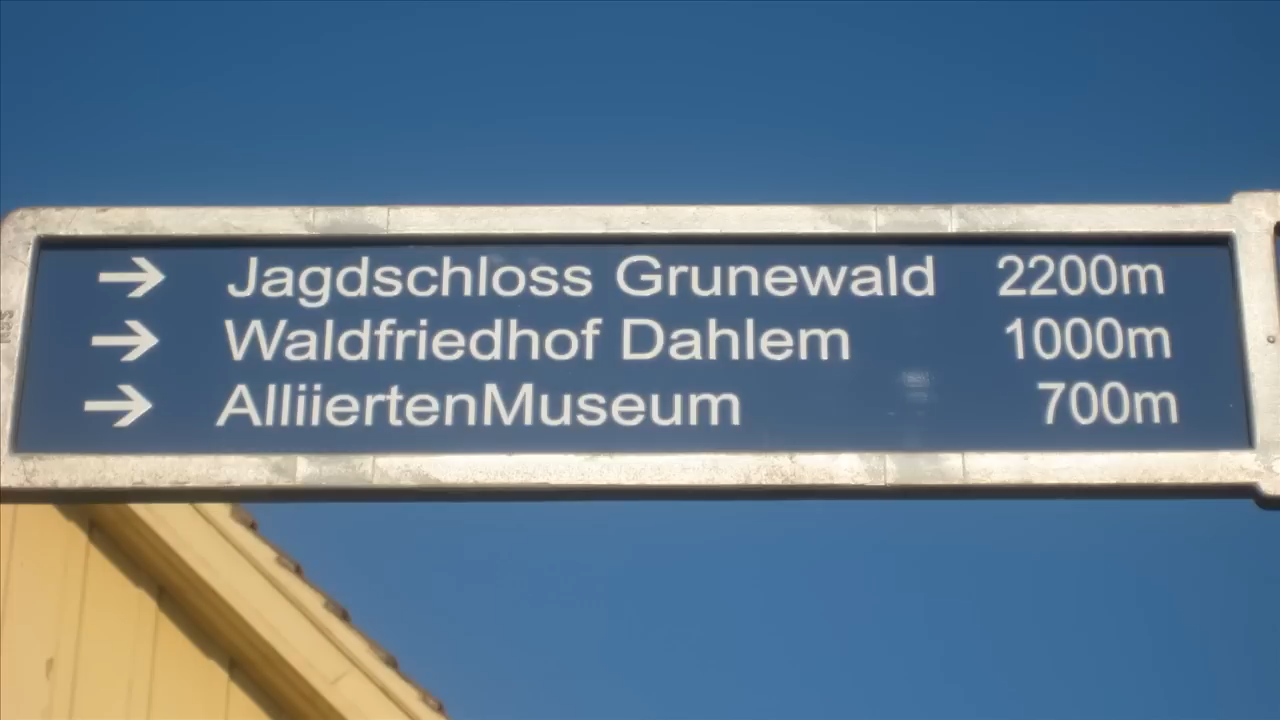 → Jagdschloss Grunewald 2200m
→ Waldfriedhof Dahlem 1000m
→ AlliiertenMuseum 700m